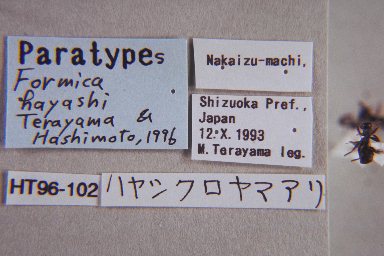 Paratypes
Formica
hayashi
Terayama &
Hashimoto, 1996
Nakaizu-machi,
Shizuoka Pref.,
Japan
12.X.1993
M.Terayama leg.
HT96-102
ハヤシクロヤマアリ